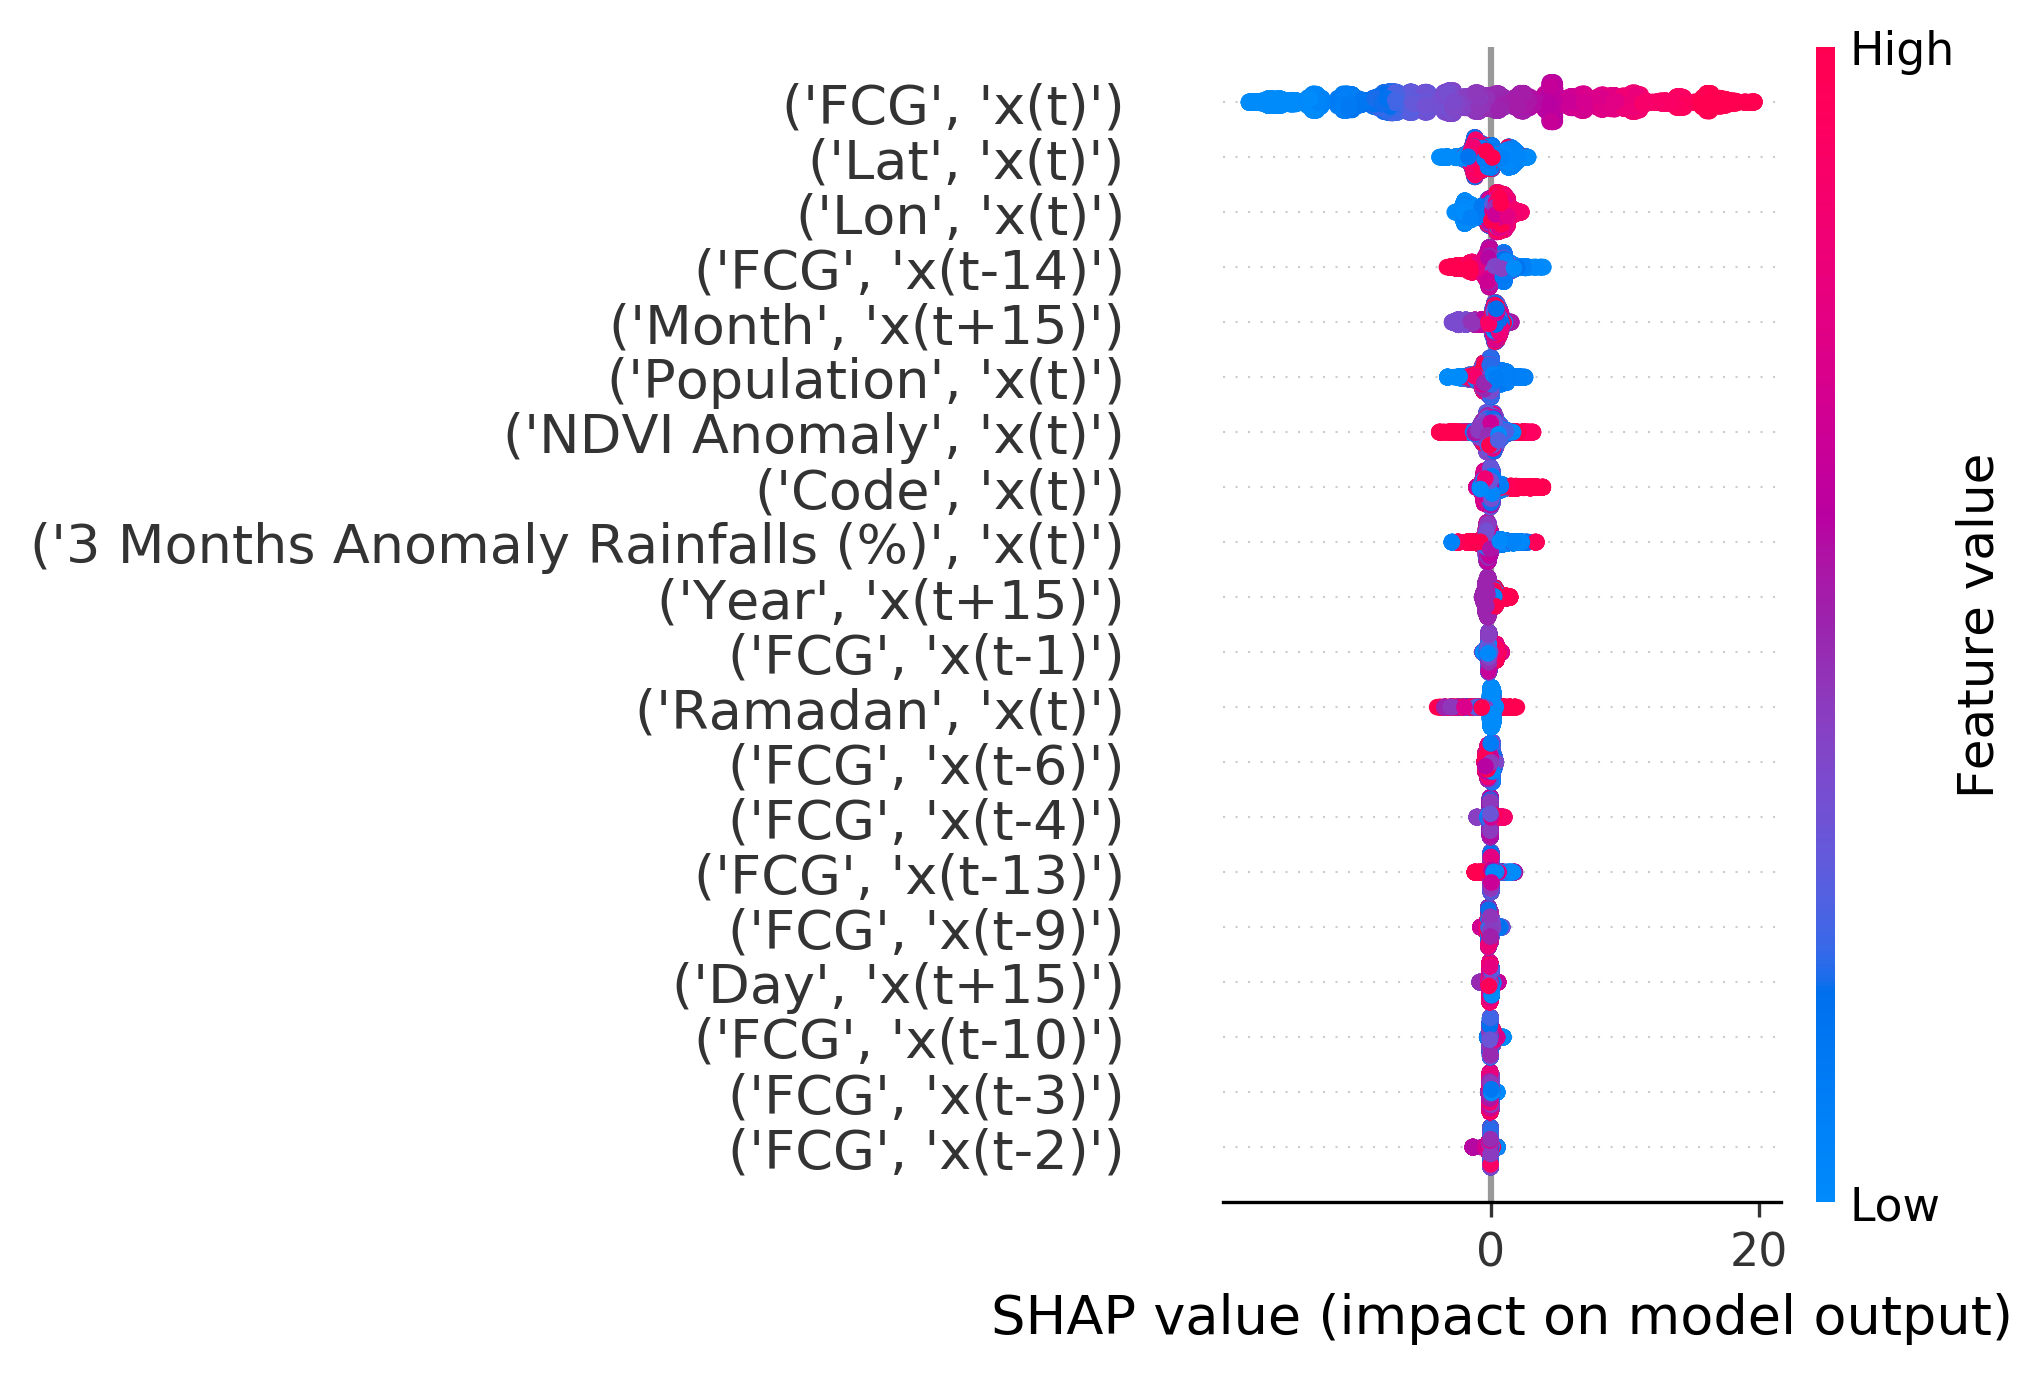 High
('FCG', 'x(t)')
('Lat', 'x(t)')
('Lon', 'x(t)')
('FCG', 'x(t-14)')
('Month', 'x(t+15)')
('Population', 'x(t)')
('NDVI Anomaly', 'x(t)')
('Code', 'x(t)')
('3 Months Anomaly Rainfalls (%)', 'x(t)')
('Year', 'x(t+15)')
('FCG', 'x(t-1)')
('Ramadan', 'x(t)')
('FCG', 'x(t-6)')
('FCG', 'x(t-4)')
('FCG', 'x(t-13)')
('FCG', 'x(t-9)')
('Day', 'x(t+15)')
('FCG', 'x(t-10)')
('FCG', 'x(t-3)')
('FCG', 'x(t-2)')
Feature value
Low
0 20
SHAP value (impact on model output)